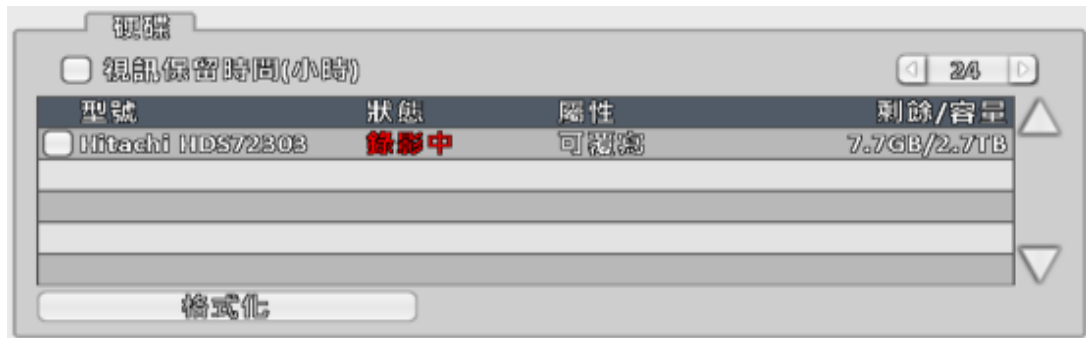 硬碟
視訊保留時間(小時) 24
型號 狀態 屬性 剩餘/容量
Hitachi HDS72303 錄影中 可覆寫 7.7GB/2.7TB
格式化